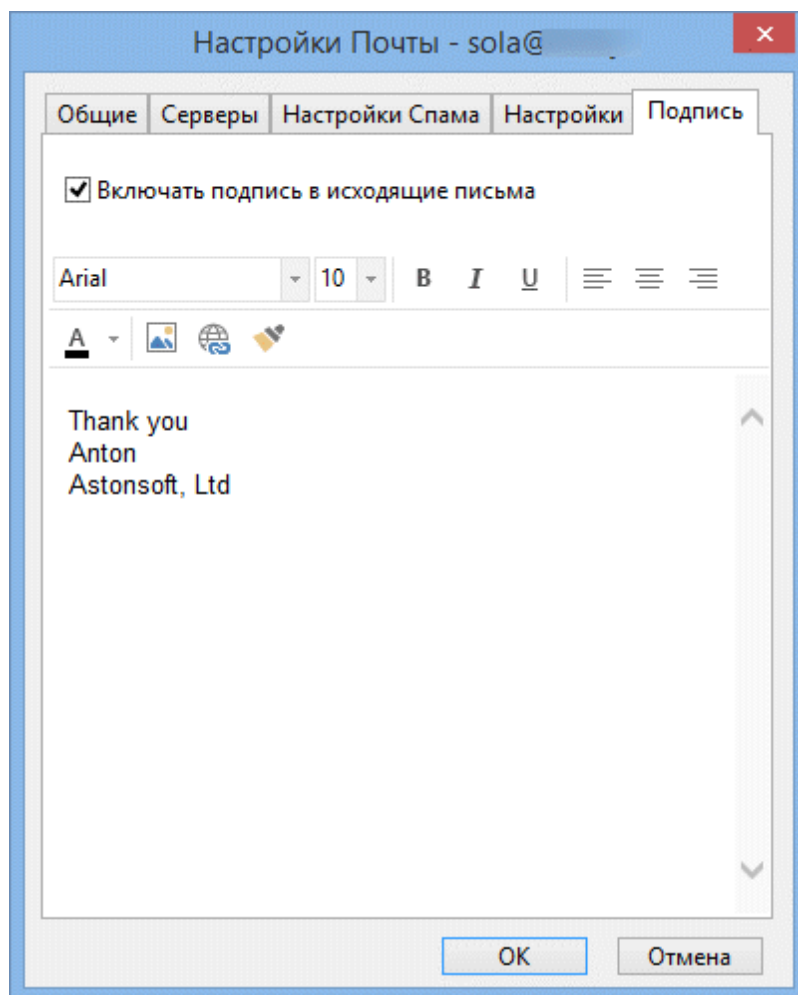 Настройки Почты - sola@
Общие Серверы Настройки Спама Настройки Подпись
Включать подпись в исходящие письма
Arial 10 B I U
A
Thank you
Anton
Astonsoft, Ltd
OK Отмена